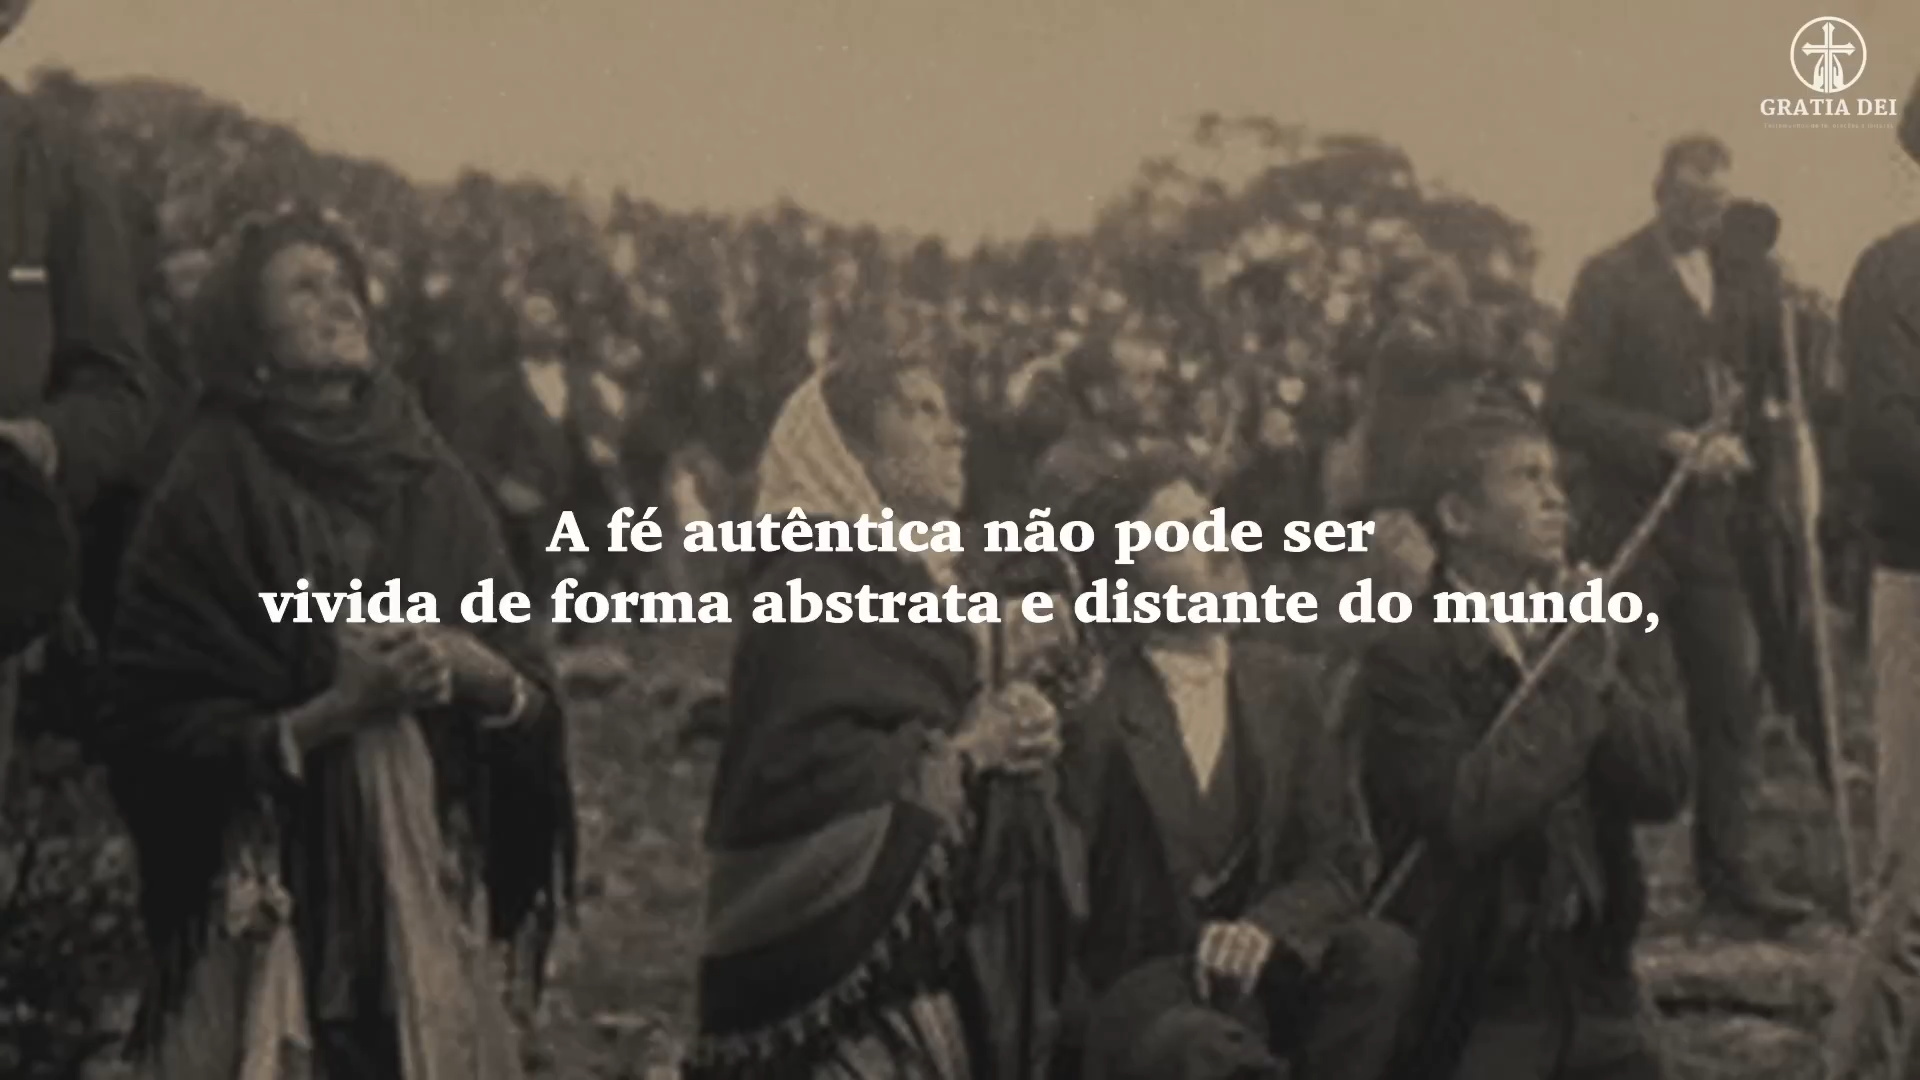 GRATIA DEI
A fé autêntica não pode ser
vivida de forma abstrata e distante do mundo,